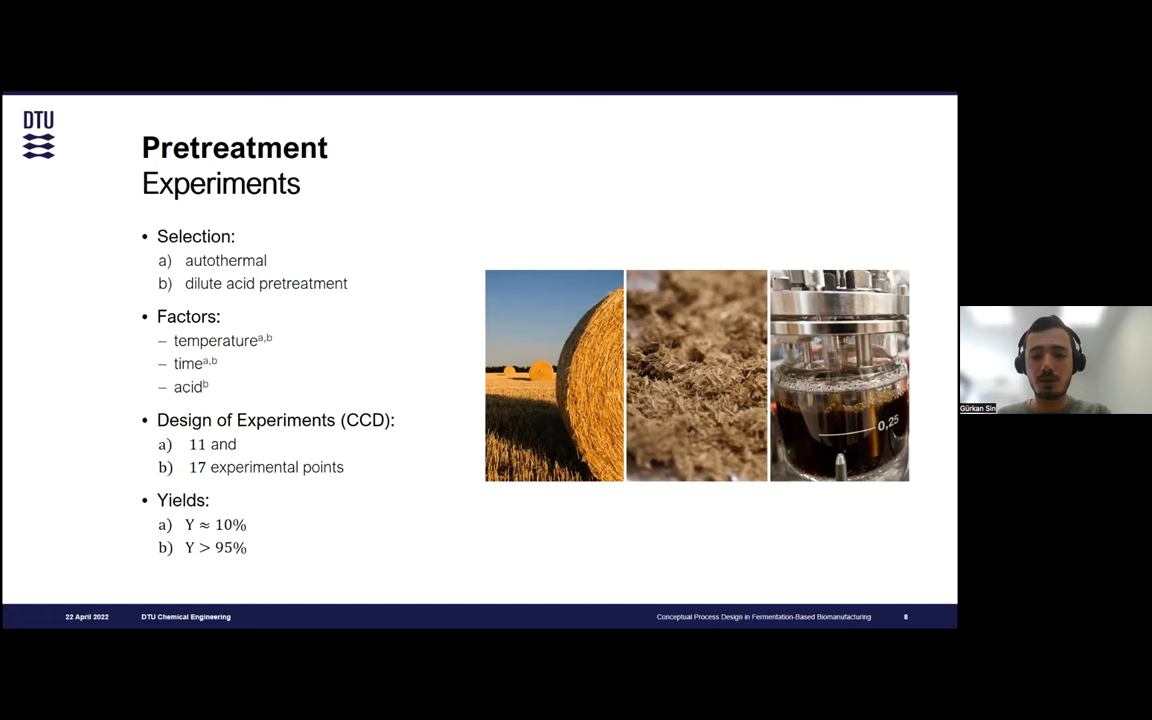 DTU
Pretreatment
Experiments
• Selection:
a) autothermal
b) dilute acid pretreatment
• Factors:
– temperatureᵃ,ᵇ
– timeᵃ,ᵇ
– acidᵇ
• Design of Experiments (CCD):
a) 11 and
b) 17 experimental points
• Yields:
a) Y ≈ 10%
b) Y > 95%
0,25
Gürkan Sin
22 April 2022 DTU Chemical Engineering Conceptual Process Design in Fermentation-Based Biomanufacturing 8